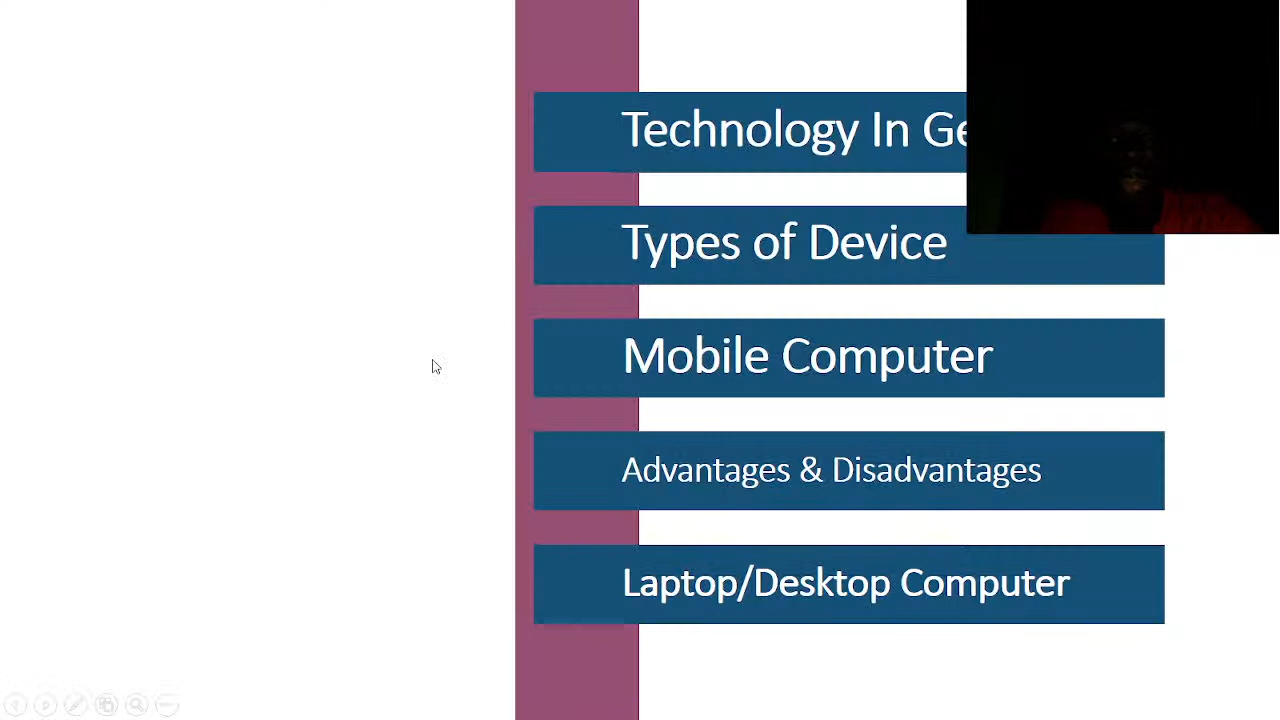 Technology In Ge
Types of Device
Mobile Computer
Advantages & Disadvantages
Laptop/Desktop Computer